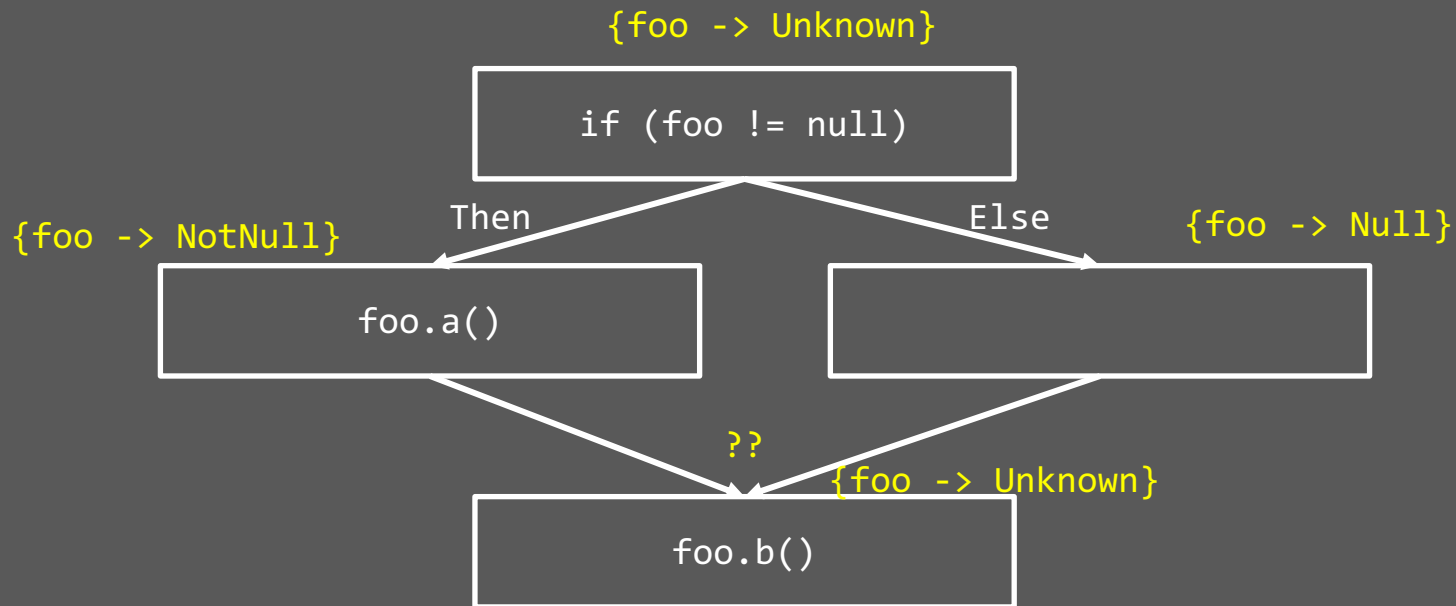 {foo -> Unknown}
if (foo != null)
Then
Else
{foo -> NotNull}
{foo -> Null}
foo.a()
??
{foo -> Unknown}
foo.b()